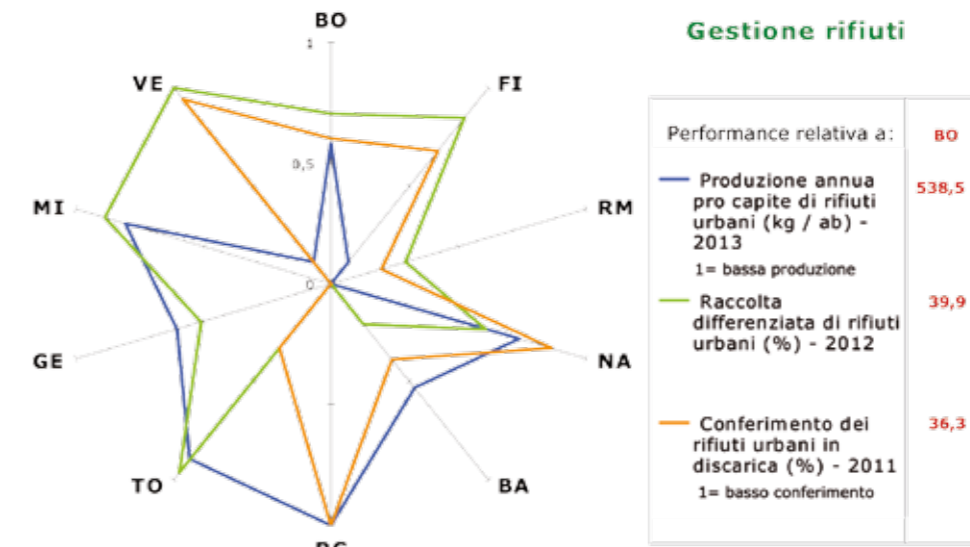 BO
1
VE
FI
0,5
MI
RM
0
GE
NA
TO
BA
Gestione rifiuti
Performance relativa a:
BO
Produzione annua
pro capite di rifiuti
urbani (kg / ab) -
2013
1= bassa produzione
538,5
Raccolta
differenziata di rifiuti
urbani (%) - 2012
39,9
Conferimento dei
rifiuti urbani in
discarica (%) - 2011
1= basso conferimento
36,3